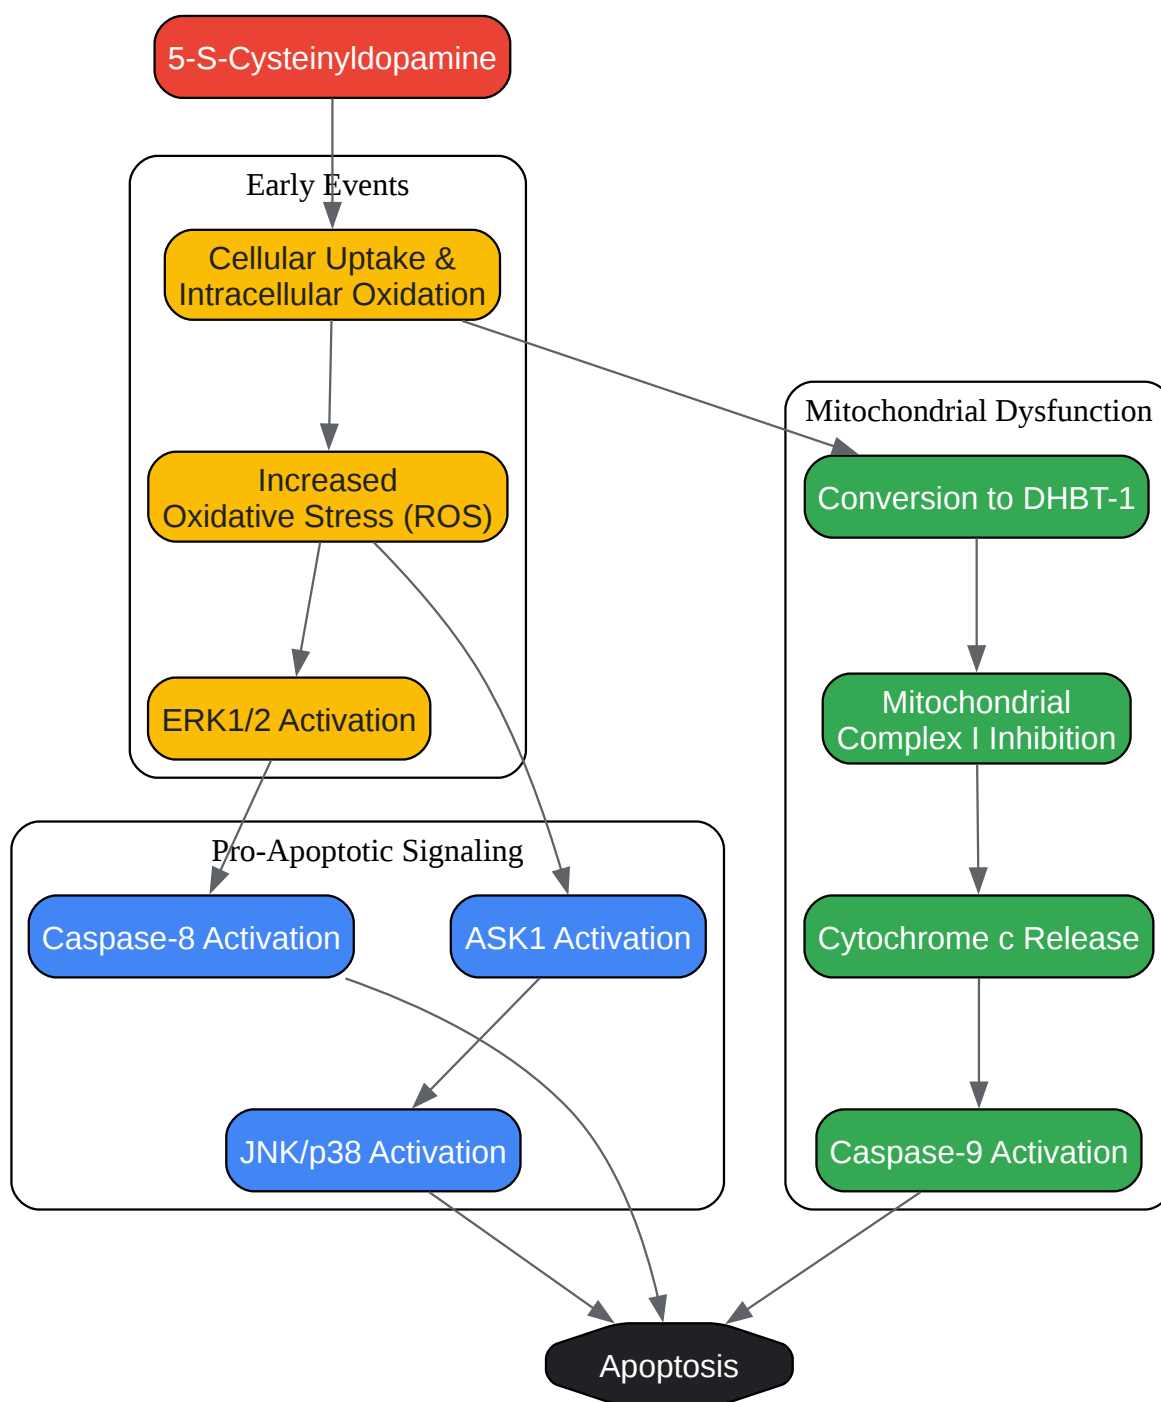 5-S-Cysteinyldopamine
Early Events
Cellular Uptake &
Intracellular Oxidation
Increased
Oxidative Stress (ROS)
ERK1/2 Activation
Mitochondrial Dysfunction
Conversion to DHBT-1
Mitochondrial
Complex I Inhibition
Cytochrome c Release
Caspase-9 Activation
Pro-Apoptotic Signaling
Caspase-8 Activation
ASK1 Activation
JNK/p38 Activation
Apoptosis